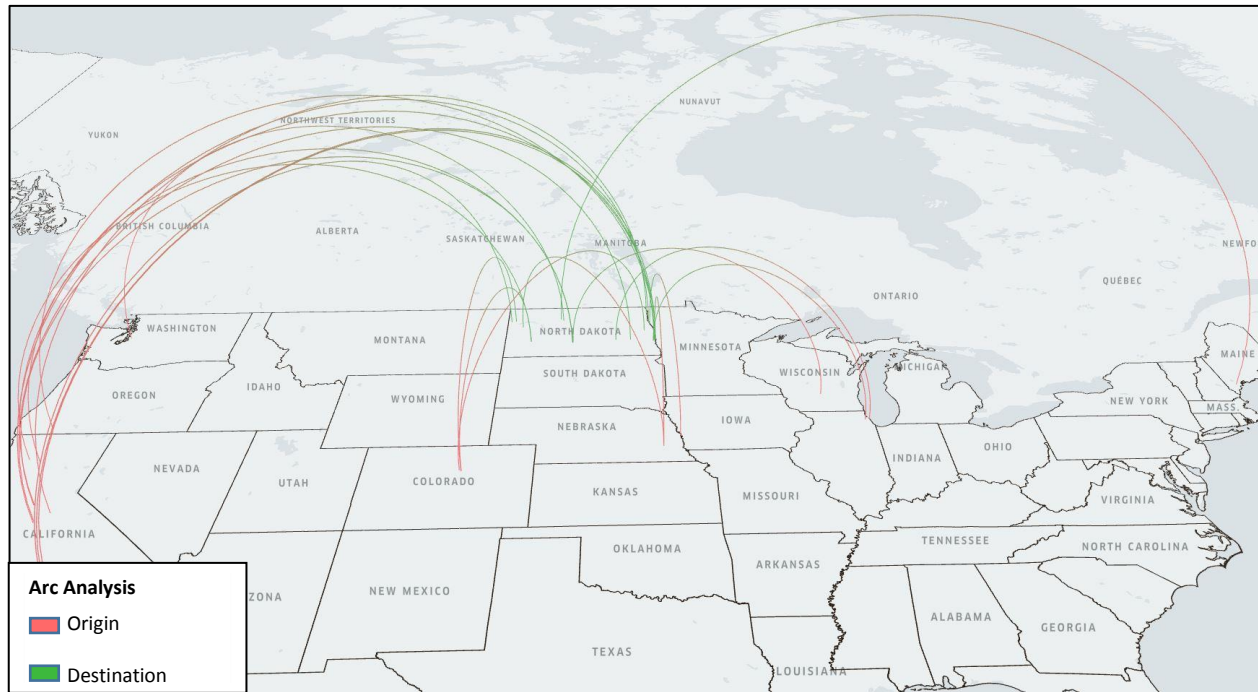 NUNAVUT
NORTHWEST TERRITORIES
YUKON
BRITISH COLUMBIA
ALBERTA
SASKATCHEWAN
MANITOBA
NEWFO
QUÉBEC
ONTARIO
WASHINGTON
MONTANA
NORTH DAKOTA
MINNESOTA
MAINE
SOUTH DAKOTA
WISCONSIN
MICHIGAN
OREGON
IDAHO
WYOMING
NEW YORK
MASS.
NEBRASKA
IOWA
NEVADA
UTAH
COLORADO
KANSAS
MISSOURI
INDIANA
OHIO
VIRGINIA
CALIFORNIA
OKLAHOMA
TENNESSEE
NORTH CAROLINA
ARKANSAS
ZONA
NEW MEXICO
ALABAMA
GEORGIA
TEXAS
LOUISIANA
Arc Analysis
Origin
Destination